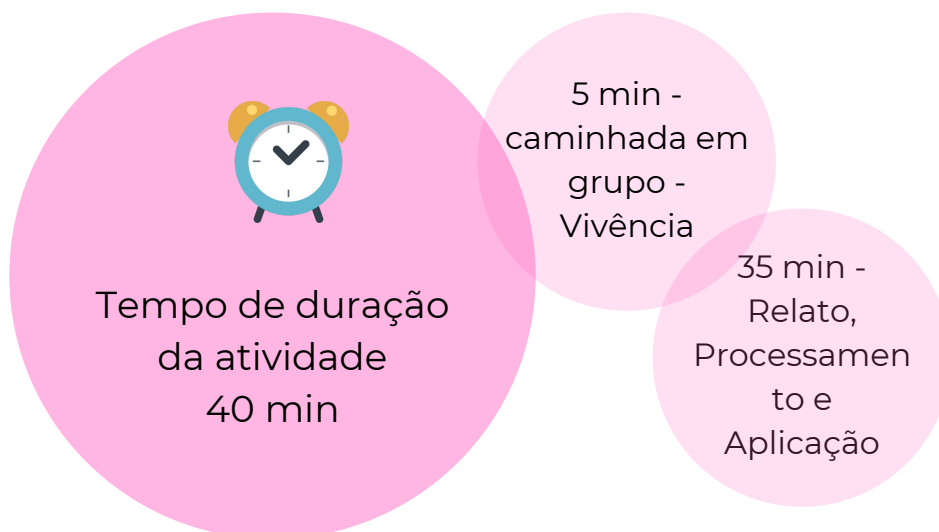 Tempo de duração
da atividade
40 min
5 min -
caminhada em
grupo -
Vivência
35 min -
Relato,
Processamen
to e
Aplicação